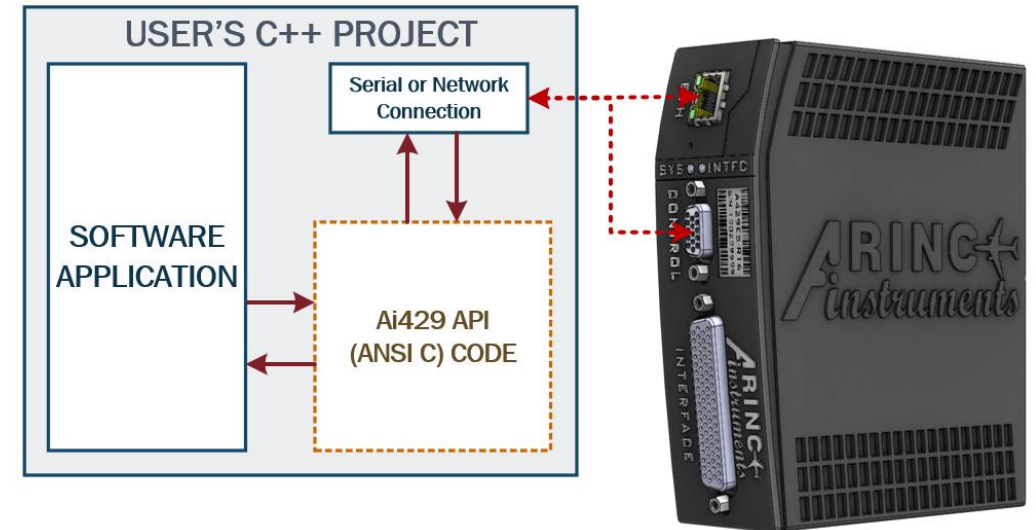 USER'S C++ PROJECT
Serial or Network
Connection
SOFTWARE
APPLICATION
Ai429 API
(ANSI C) CODE
SYS INTFC
CONTROL
INTERFACE
ARINC
instruments
ARINC
instruments